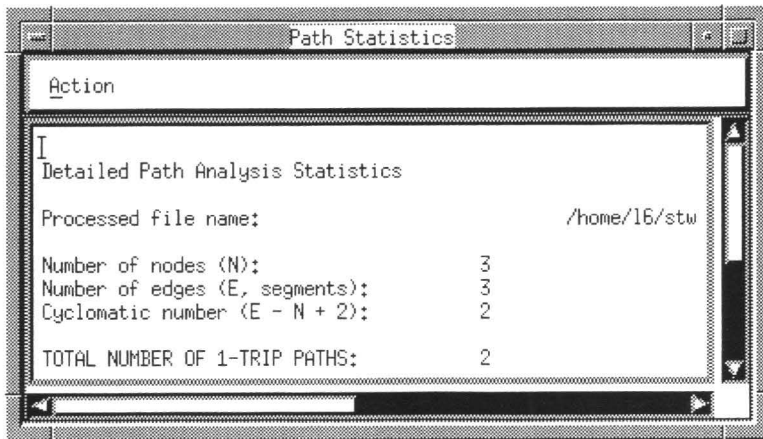 Path Statistics
Action
Detailed Path Analysis Statistics
Processed file name: /home/l6/stw
Number of nodes (N): 3
Number of edges (E, segments): 3
Cyclomatic number (E - N + 2): 2
TOTAL NUMBER OF 1-TRIP PATHS: 2